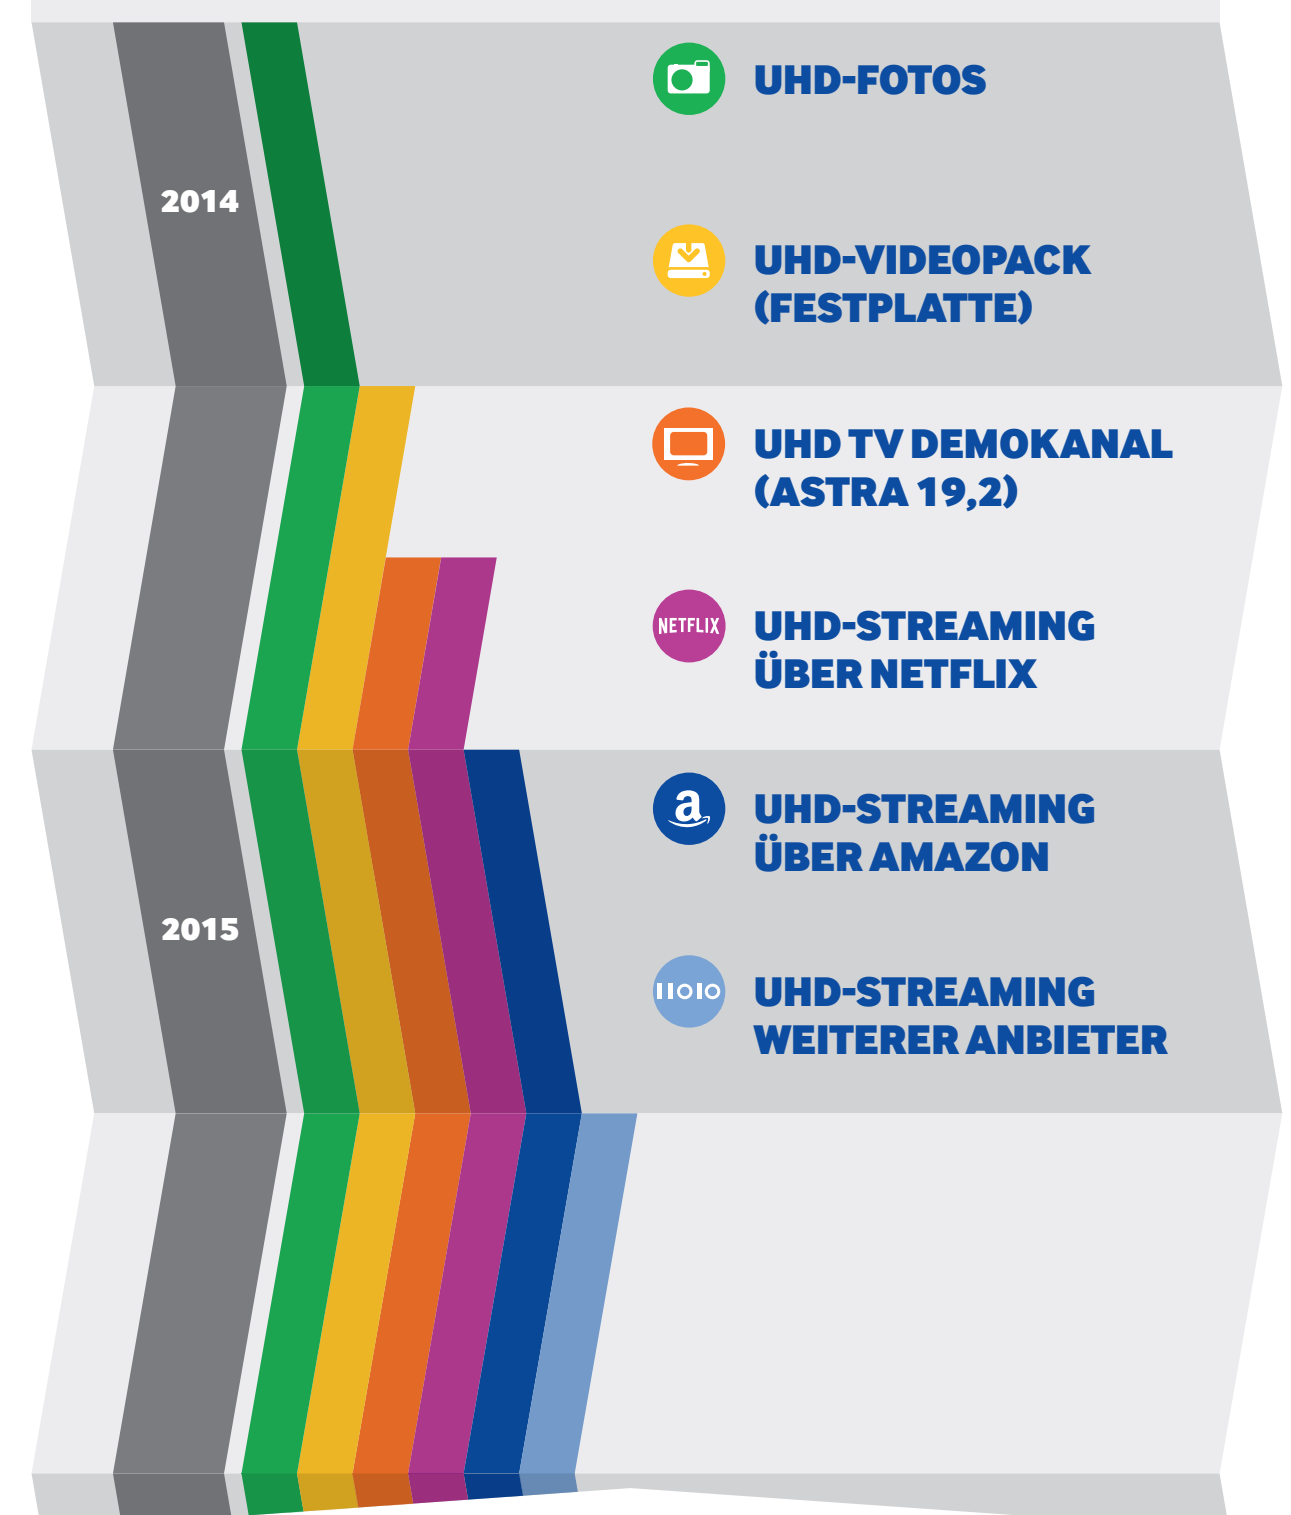 UHD-FOTOS
2014
UHD-VIDEOPACK
(FESTPLATTE)
UHD TV DEMOKANAL
(ASTRA 19,2)
NETFLIX
UHD-STREAMING
ÜBER NETFLIX
a
UHD-STREAMING
ÜBER AMAZON
2015
11010
UHD-STREAMING
WEITERER ANBIETER